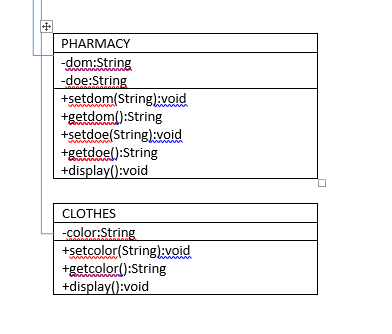 PHARMACY
-dom:String
-doe:String
+setdom(String):void
+getdom():String
+setdoe(String):void
+getdoe():String
+display():void
CLOTHES
-color:String
+setcolor(String):void
+getcolor():String
+display():void